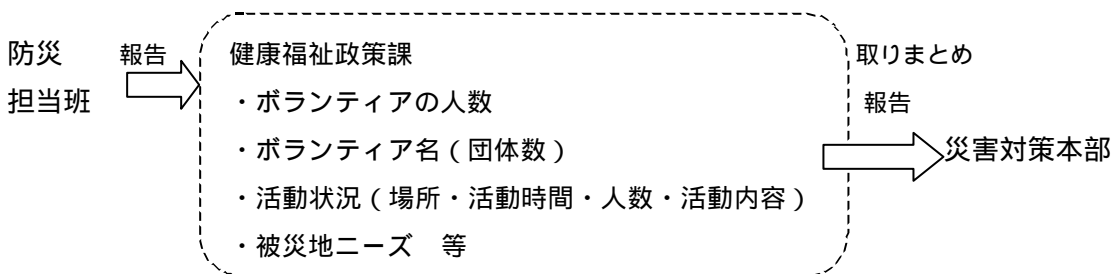 防災
担当班
報告
健康福祉政策課
・ボランティアの人数
・ボランティア名（団体数）
・活動状況（場所・活動時間・人数・活動内容）
・被災地ニーズ　等
取りまとめ
報告
災害対策本部